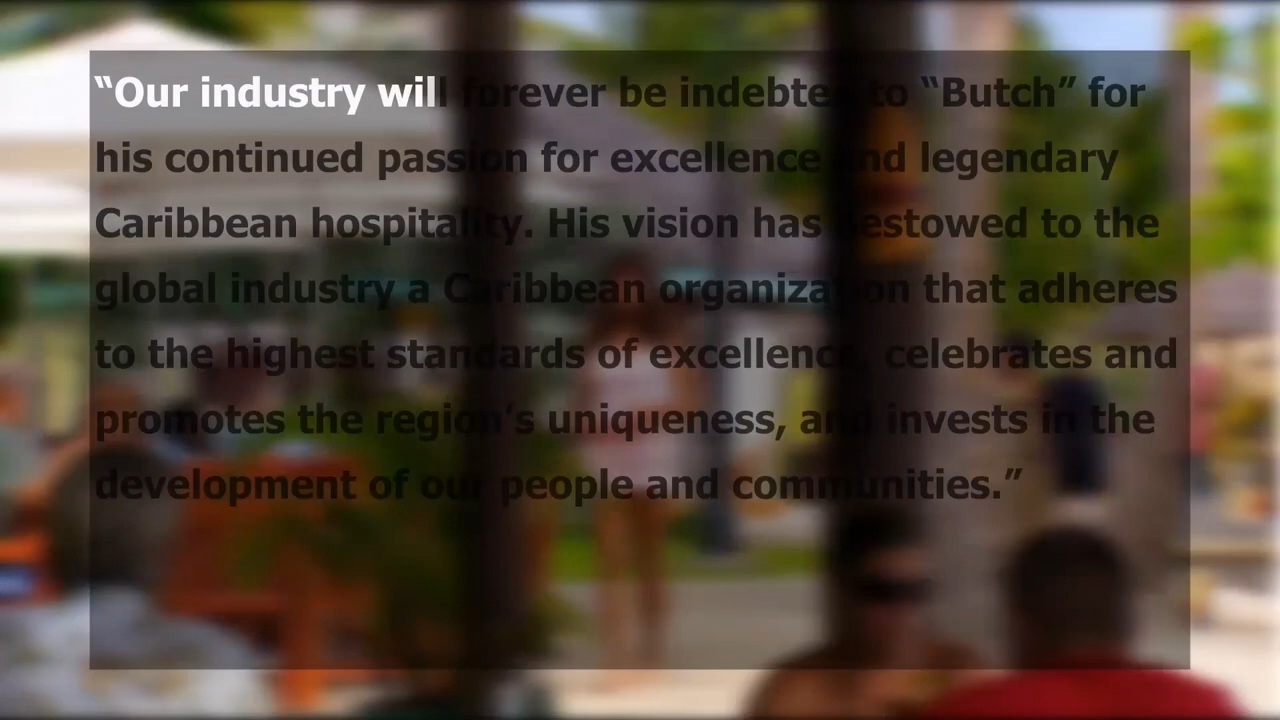 “Our industry will forever be indebted to “Butch” for
his continued passion for excellence and legendary
Caribbean hospitality. His vision has bestowed to the
global industry a Caribbean organization that adheres
to the highest standards of excellence, celebrates and
promotes the region’s uniqueness, and invests in the
development of our people and communities.”